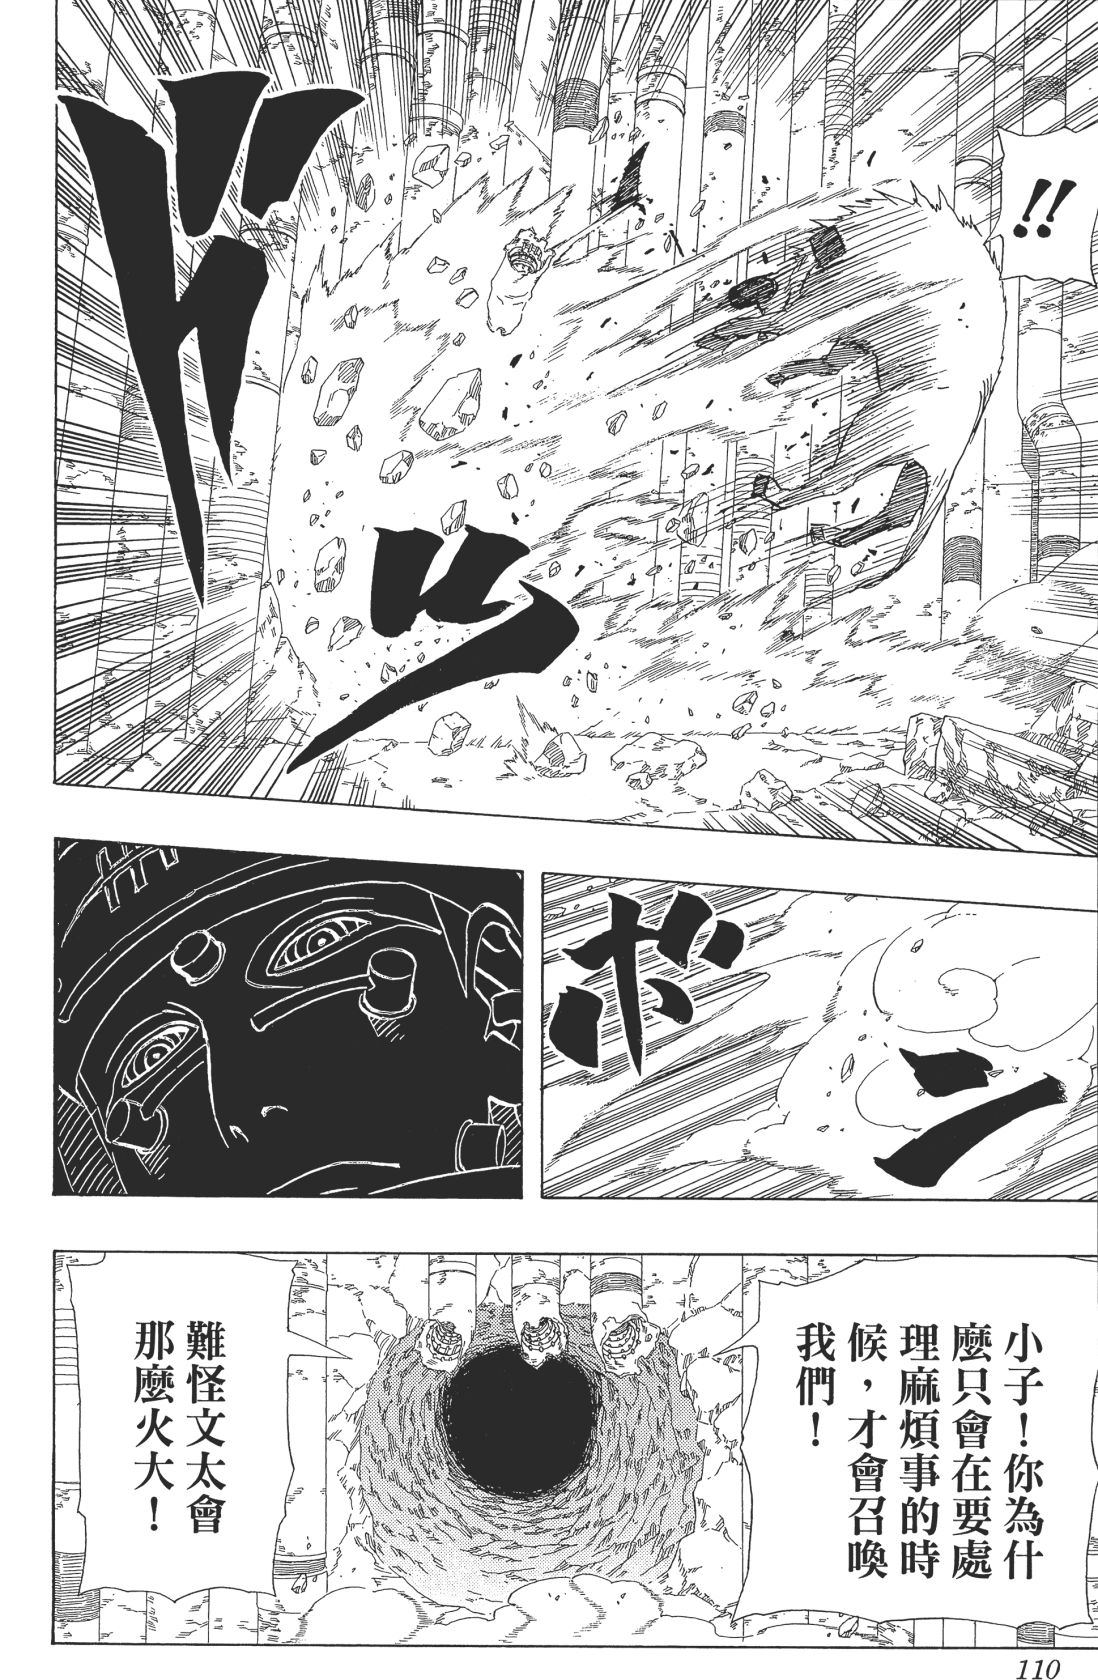 !!
ドドッ
ボン
小子！你為什
麼只會在要處
理麻煩事的時
候，才會召喚
我們！
難怪文太會
那麼火大！
110